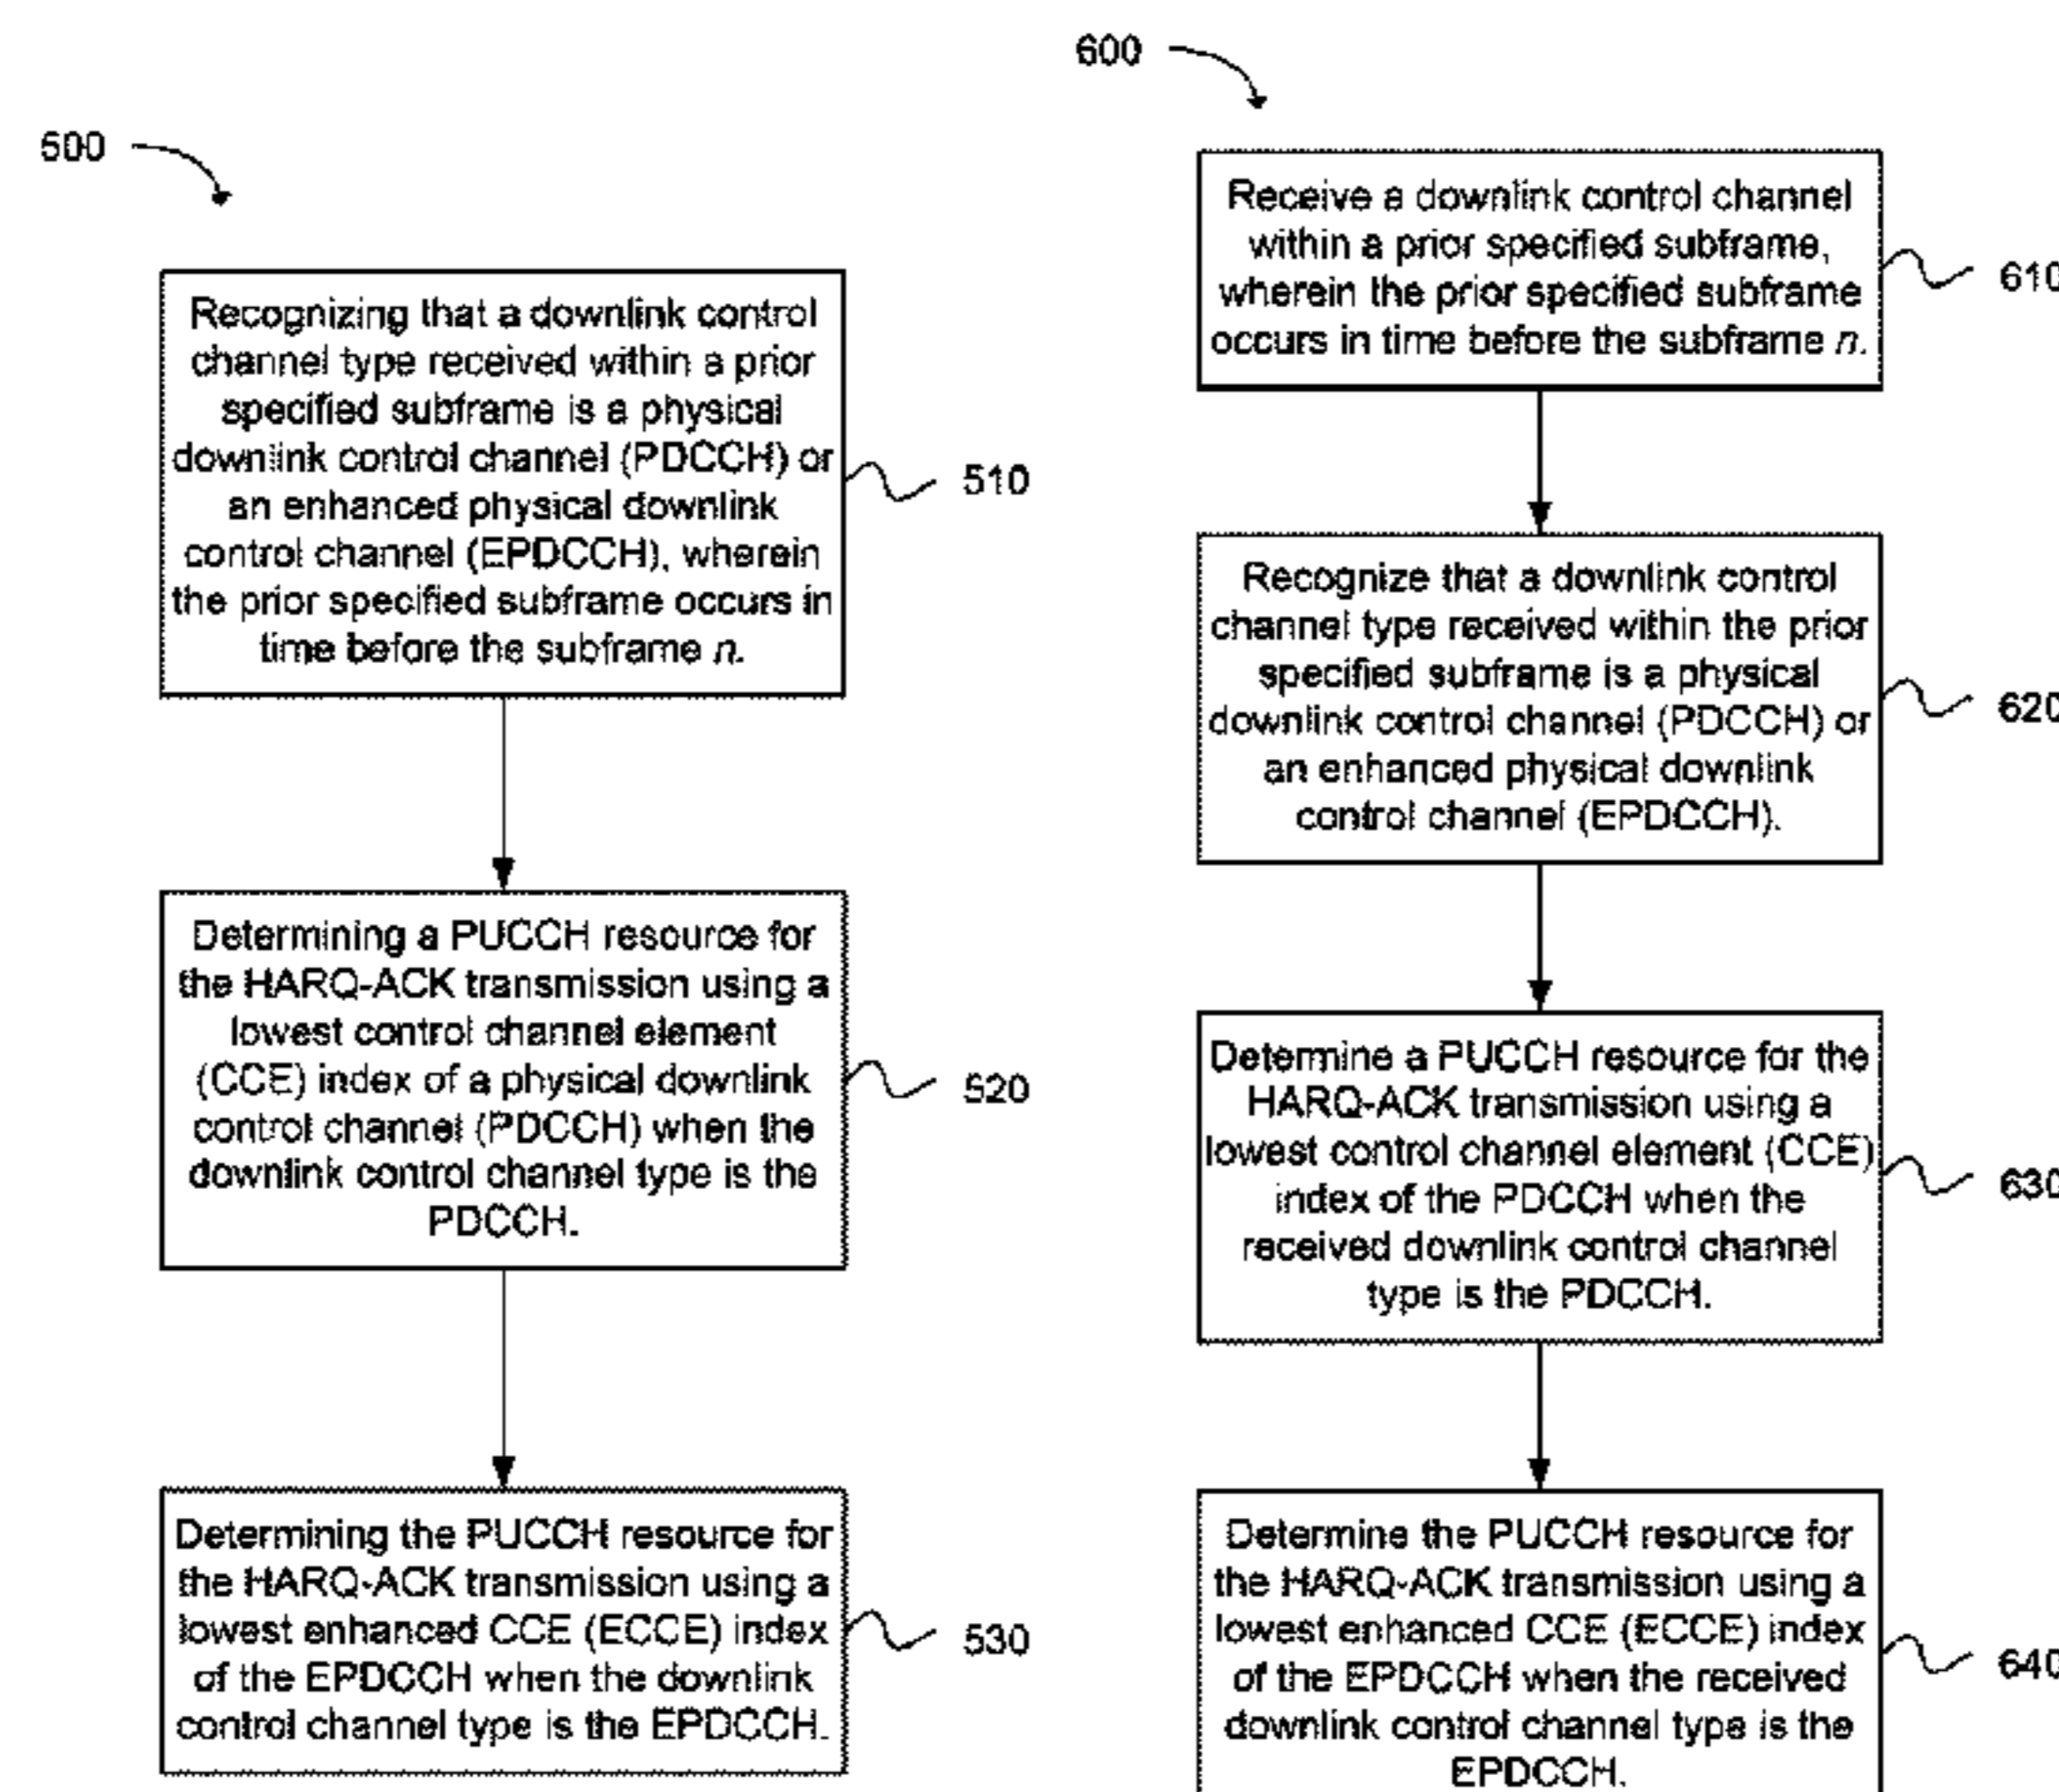 500
Recognizing that a downlink control
channel type received within a prior
specified subframe is a physical
downlink control channel (PDCCH) or
an enhanced physical downlink
control channel (EPDCCH), wherein
the prior specified subframe occurs in
time before the subframe n.
510
Determining a PUCCH resource for
the HARQ-ACK transmission using a
lowest control channel element
(CCE) index of a physical downlink
control channel (PDCCH) when the
downlink control channel type is the
PDCCH.
520
Determining the PUCCH resource for
the HARQ-ACK transmission using a
lowest enhanced CCE (ECCE) index
of the EPDCCH when the downlink
control channel type is the EPDCCH.
530
600
Receive a downlink control channel
within a prior specified subframe,
wherein the prior specified subframe
occurs in time before the subframe n.
610
Recognize that a downlink control
channel type received within the prior
specified subframe is a physical
downlink control channel (PDCCH) or
an enhanced physical downlink
control channel (EPDCCH).
620
Determine a PUCCH resource for the
HARQ-ACK transmission using a
lowest control channel element (CCE)
index of the PDCCH when the
received downlink control channel
type is the PDCCH.
630
Determine the PUCCH resource for
the HARQ-ACK transmission using a
lowest enhanced CCE (ECCE) index
of the EPDCCH when the received
downlink control channel type is the
EPDCCH.
640